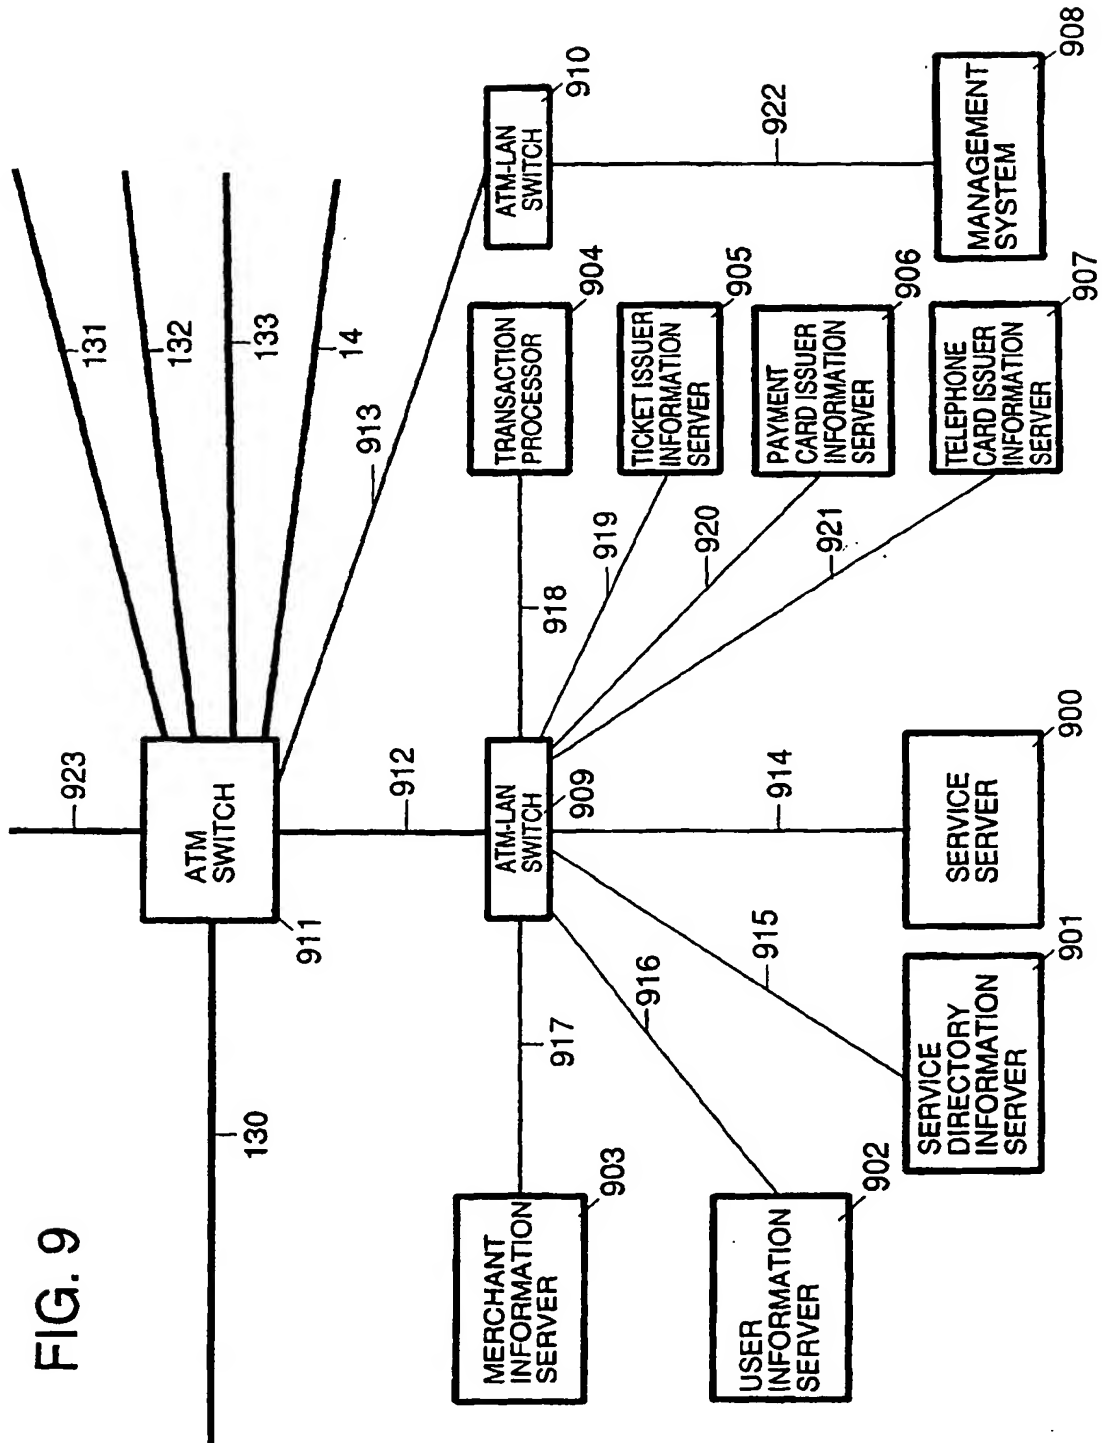 FIG. 9
130
923
131
132
133
14
ATM
SWITCH
911
912
913
ATM-LAN
SWITCH
910
922
MANAGEMENT
SYSTEM
908
MERCHANT
INFORMATION
SERVER
903
917
ATM-LAN
SWITCH
909
918
TRANSACTION
PROCESSOR
904
919
TICKET ISSUER
INFORMATION
SERVER
905
920
PAYMENT
CARD ISSUER
INFORMATION
SERVER
906
921
TELEPHONE
CARD ISSUER
INFORMATION
SERVER
907
916
USER
INFORMATION
SERVER
902
915
SERVICE
DIRECTORY
INFORMATION
SERVER
901
914
SERVICE
SERVER
900